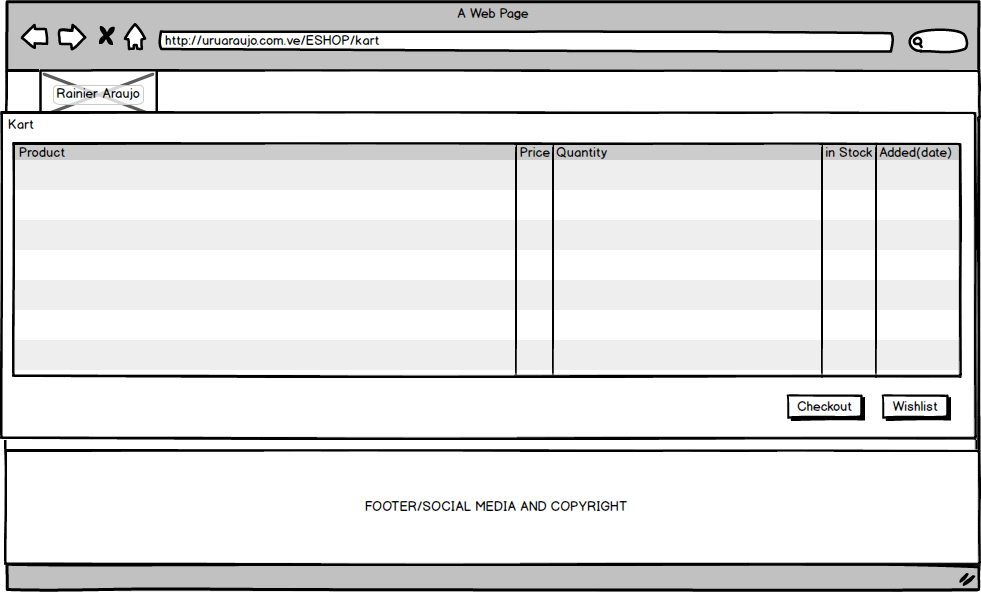 A Web Page
http://uruaraujo.com.ve/ESHOP/kart
Rainier Araujo
Kart
Product Price Quantity in Stock Added(date)
Checkout Wishlist
FOOTER/SOCIAL MEDIA AND COPYRIGHT